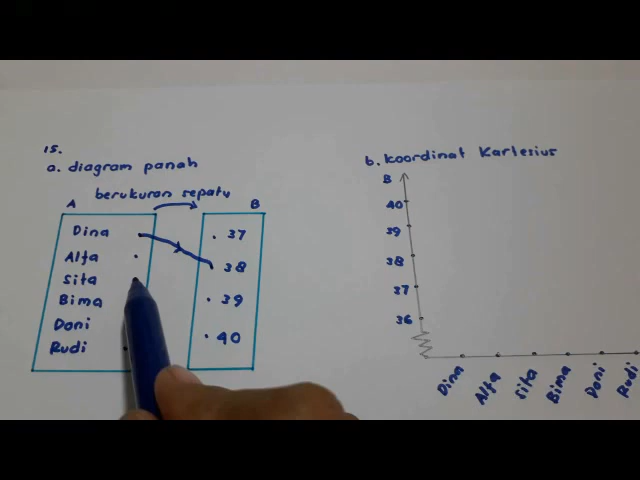 15.
a. diagram panah
berukuran sepatu
A
B
Dina
Alfa
Sita
Bima
Doni
Rudi
37
38
39
40
b. koordinat Kartesius
B
40
39
38
37
36
Dina
Alfa
Sita
Bima
Doni
Rudi